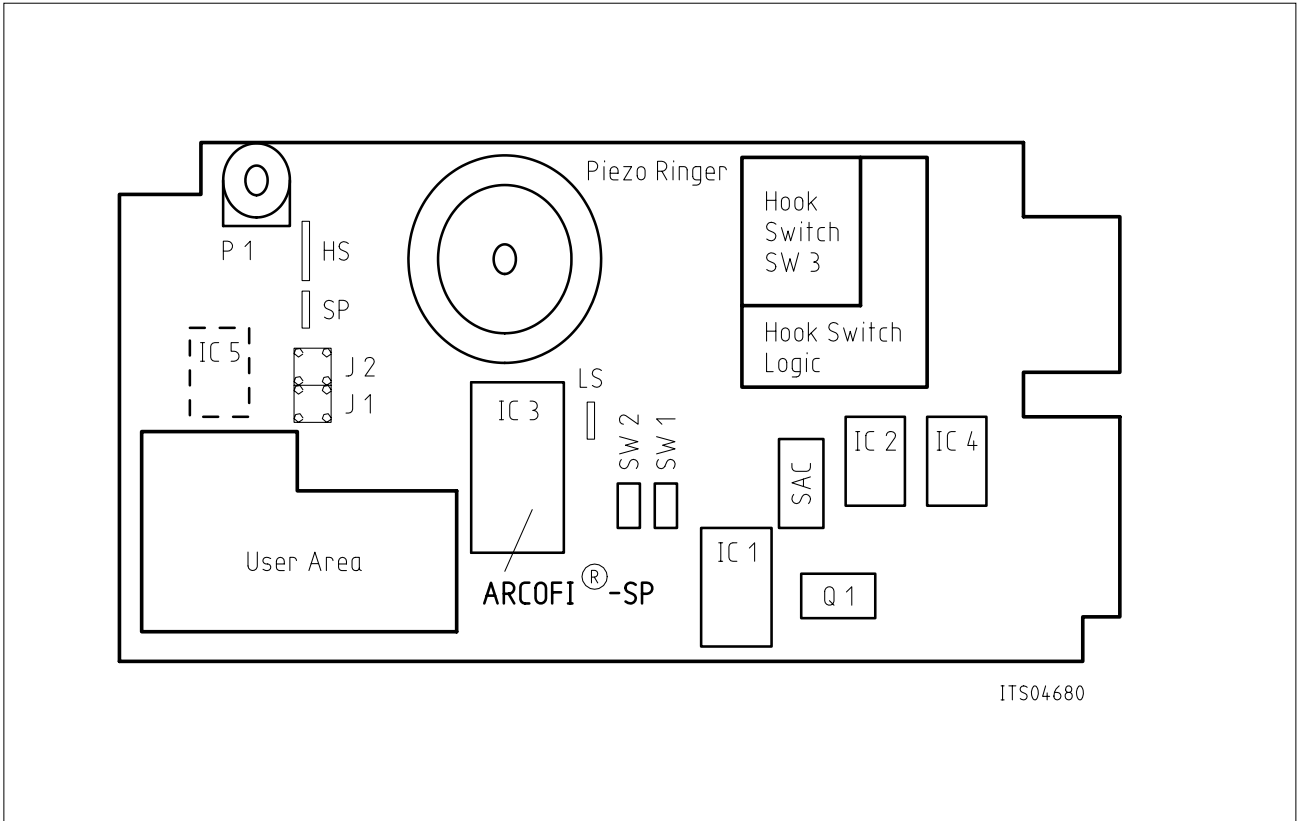 Piezo Ringer
Hook
Switch
SW 3
Hook Switch
Logic
P 1
HS
SP
IC 5
J 2
J 1
IC 3
LS
SW 2
SW 1
SAC
IC 2
IC 4
User Area
ARCOFI®-SP
IC 1
Q 1
ITS04680